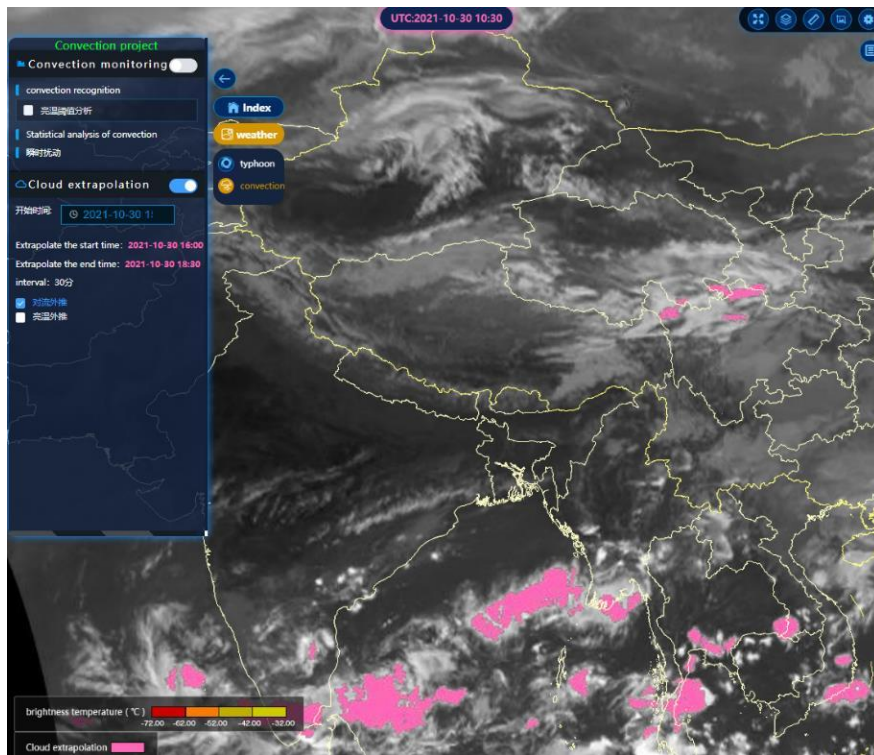 UTC:2021-10-30 10:30
Convection project
Convection monitoring
convection recognition
亮温阈值分析
Statistical analysis of convection
瞬时扰动
Cloud extrapolation
开始时间:
2021-10-30 1
Extrapolate the start time: 2021-10-30 16:00
Extrapolate the end time: 2021-10-30 18:30
interval: 30分
对流外推
亮温外推
Index
weather
typhoon
convection
brightness temperature ( ℃ )
-72.00 -62.00 -52.00 -42.00 -32.00
Cloud extrapolation